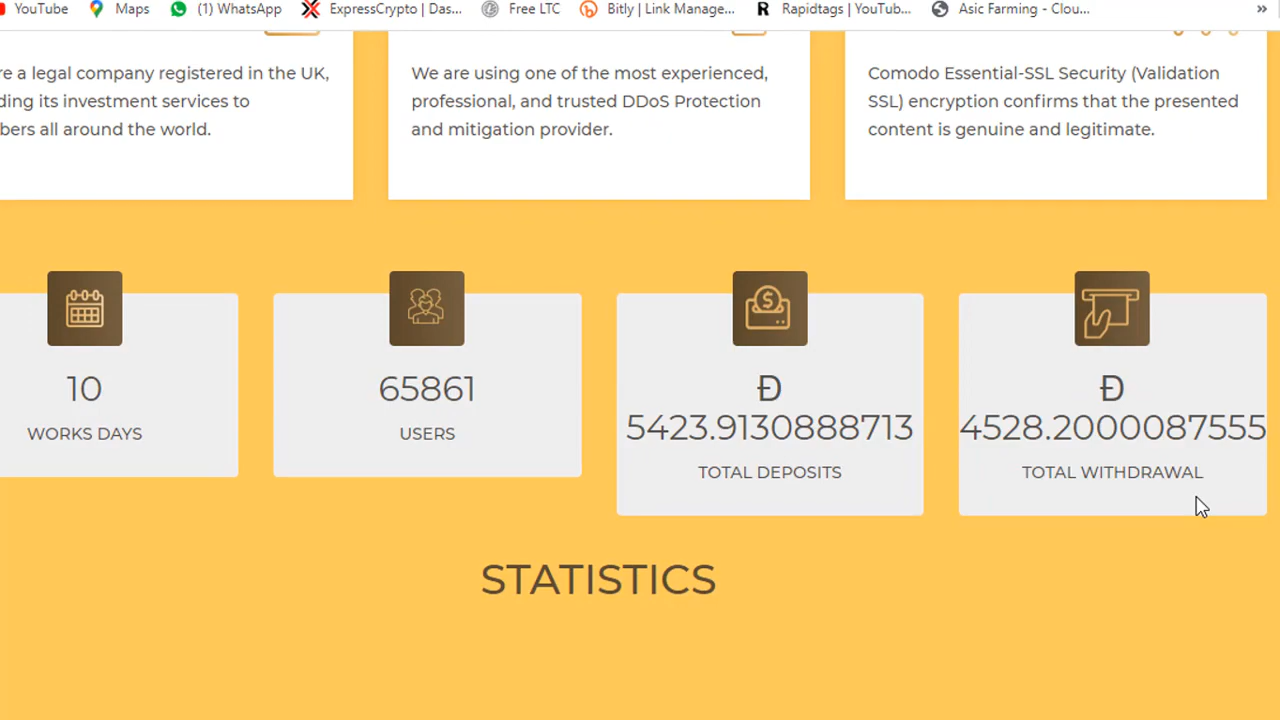 YouTube Maps (1) WhatsApp ExpressCrypto | Das... Free LTC Bitly | Link Manage... Rapidtags | YouTub... Asic Farming - Clou... »
re a legal company registered in the UK,
ding its investment services to
bers all around the world.
We are using one of the most experienced,
professional, and trusted DDoS Protection
and mitigation provider.
Comodo Essential-SSL Security (Validation
SSL) encryption confirms that the presented
content is genuine and legitimate.
10
WORKS DAYS
65861
USERS
Đ
5423.9130888713
TOTAL DEPOSITS
Đ
4528.2000087555
TOTAL WITHDRAWAL
STATISTICS